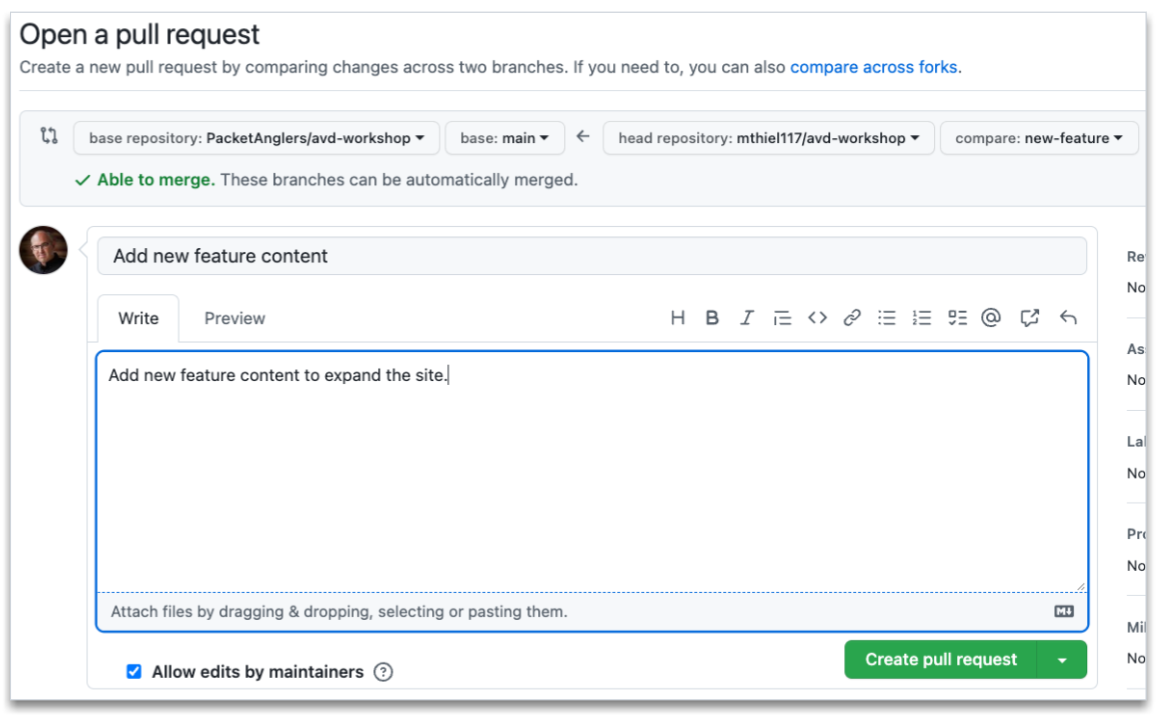 Open a pull request
Create a new pull request by comparing changes across two branches. If you need to, you can also compare across forks.
base repository: PacketAnglers/avd-workshop base: main ← head repository: mthiel117/avd-workshop compare: new-feature
Able to merge. These branches can be automatically merged.
Add new feature content
Write Preview
Add new feature content to expand the site.
Attach files by dragging & dropping, selecting or pasting them.
Allow edits by maintainers
Create pull request
Re
No
As
No
La
No
Pr
No
Mil
No